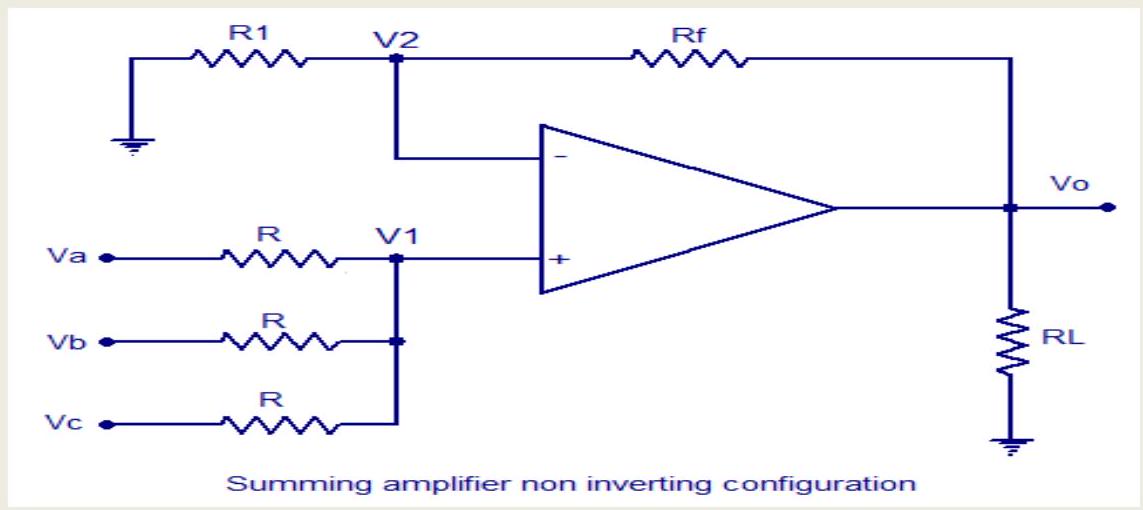 R1
V2
Rf
-
Vo
Va
R
V1
+
Vb
R
RL
Vc
R
Summing amplifier non inverting configuration